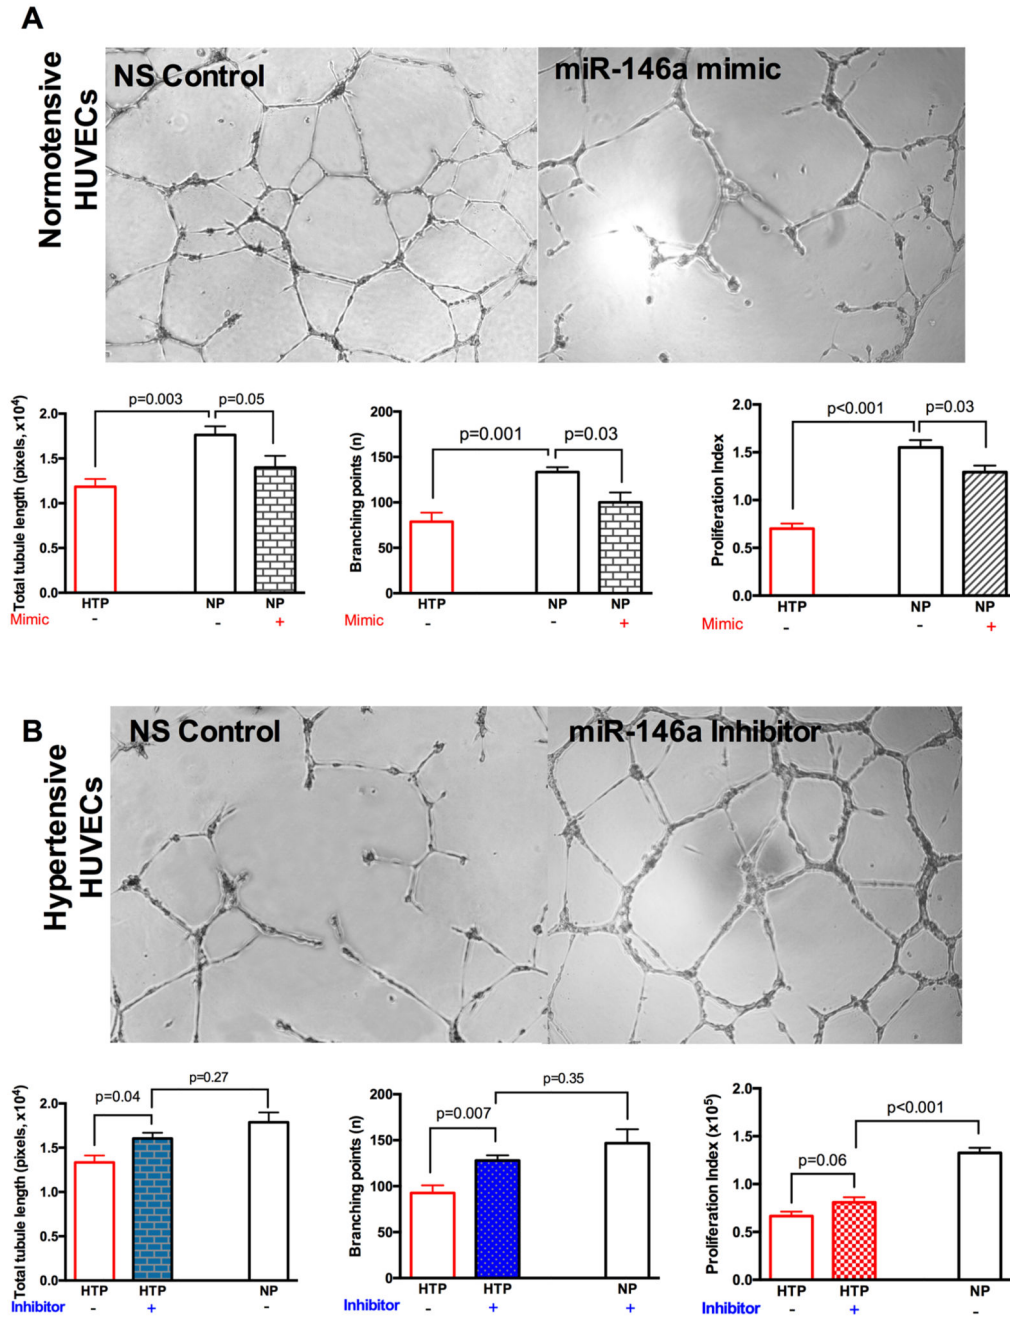 A
Normotensive
HUVECs
NS Control
miR-146a mimic
Total tubule length (pixels, x10⁴)
2.0
1.5
1.0
0.5
0.0
p=0.003
p=0.05
HTP
NP
NP
Mimic
-
-
+
Branching points (n)
200
150
100
50
0
p=0.001
p=0.03
HTP
NP
NP
Mimic
-
-
+
Proliferation Index
2.0
1.5
1.0
0.5
0.0
p<0.001
p=0.03
HTP
NP
NP
Mimic
-
-
+
B
Hypertensive
HUVECs
NS Control
miR-146a Inhibitor
Total tubule length (pixels, x10⁴)
2.0
1.5
1.0
0.5
0.0
p=0.04
p=0.27
HTP
HTP
NP
Inhibitor
-
+
-
Branching points (n)
200
150
100
50
0
p=0.007
p=0.35
HTP
HTP
NP
Inhibitor
-
+
+
Proliferation Index (x10⁵)
2.0
1.5
1.0
0.5
0.0
p=0.06
p<0.001
HTP
HTP
NP
Inhibitor
-
+
-